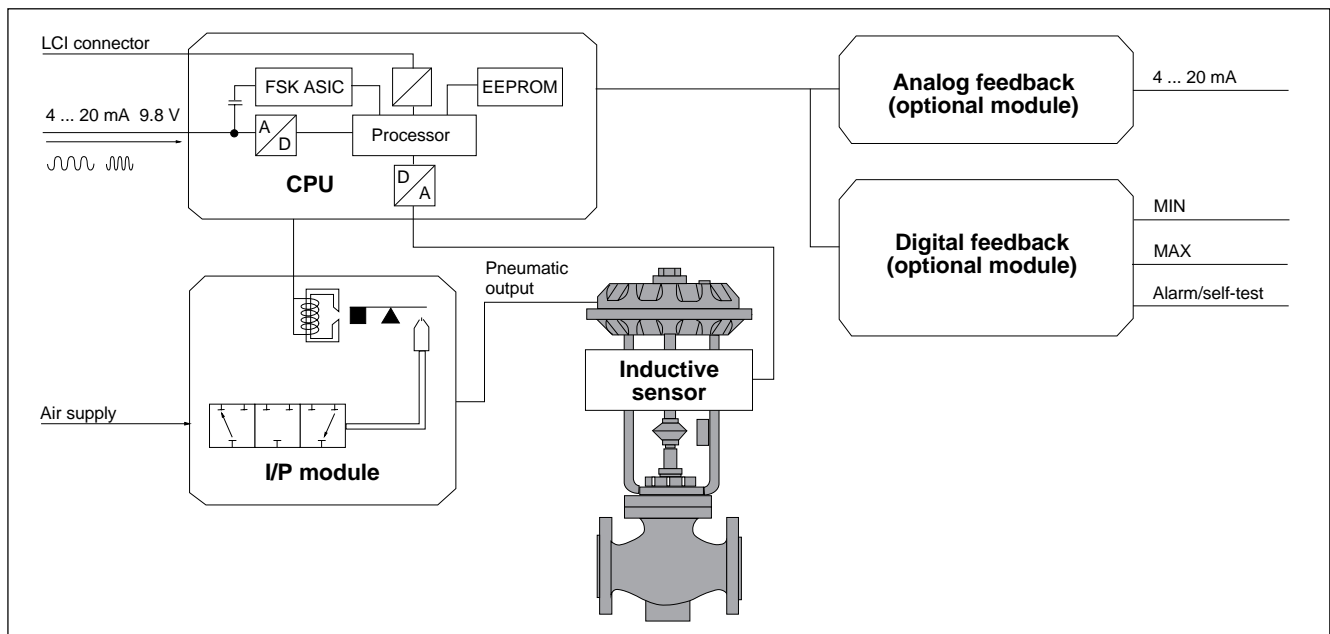 LCI connector
FSK ASIC
EEPROM
4 ... 20 mA 9.8 V
A
D
Processor
CPU
D
A
Analog feedback
(optional module)
4 ... 20 mA
Digital feedback
(optional module)
MIN
MAX
Alarm/self-test
Pneumatic
output
Inductive
sensor
Air supply
I/P module